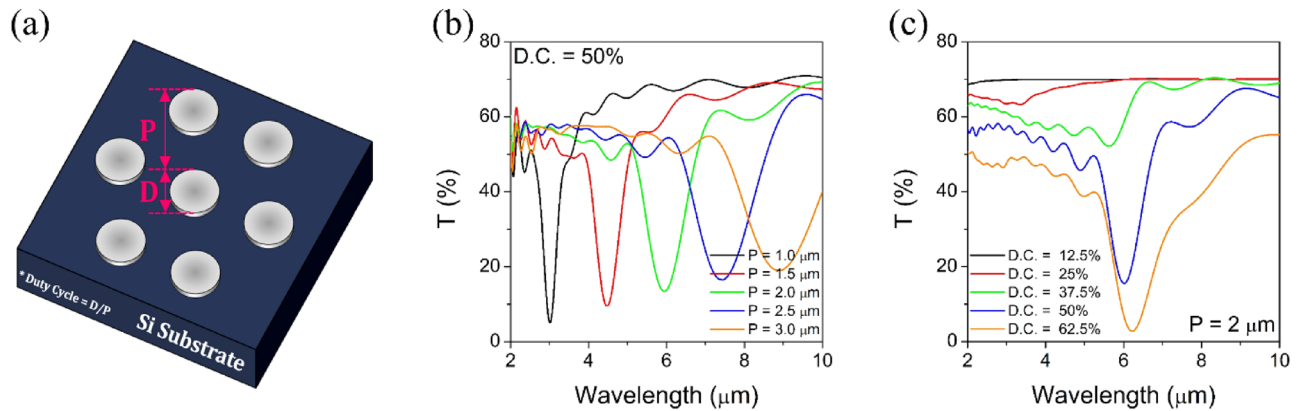 (a)
P
D
* Duty Cycle = D/P
Si Substrate
(b)
D.C. = 50%
80
60
40
20
0
T (%)
P = 1.0 μm
P = 1.5 μm
P = 2.0 μm
P = 2.5 μm
P = 3.0 μm
2 4 6 8 10
Wavelength (μm)
(c)
80
60
40
20
0
T (%)
D.C. = 12.5%
D.C. = 25%
D.C. = 37.5%
D.C. = 50%
D.C. = 62.5%
P = 2 μm
2 4 6 8 10
Wavelength (μm)